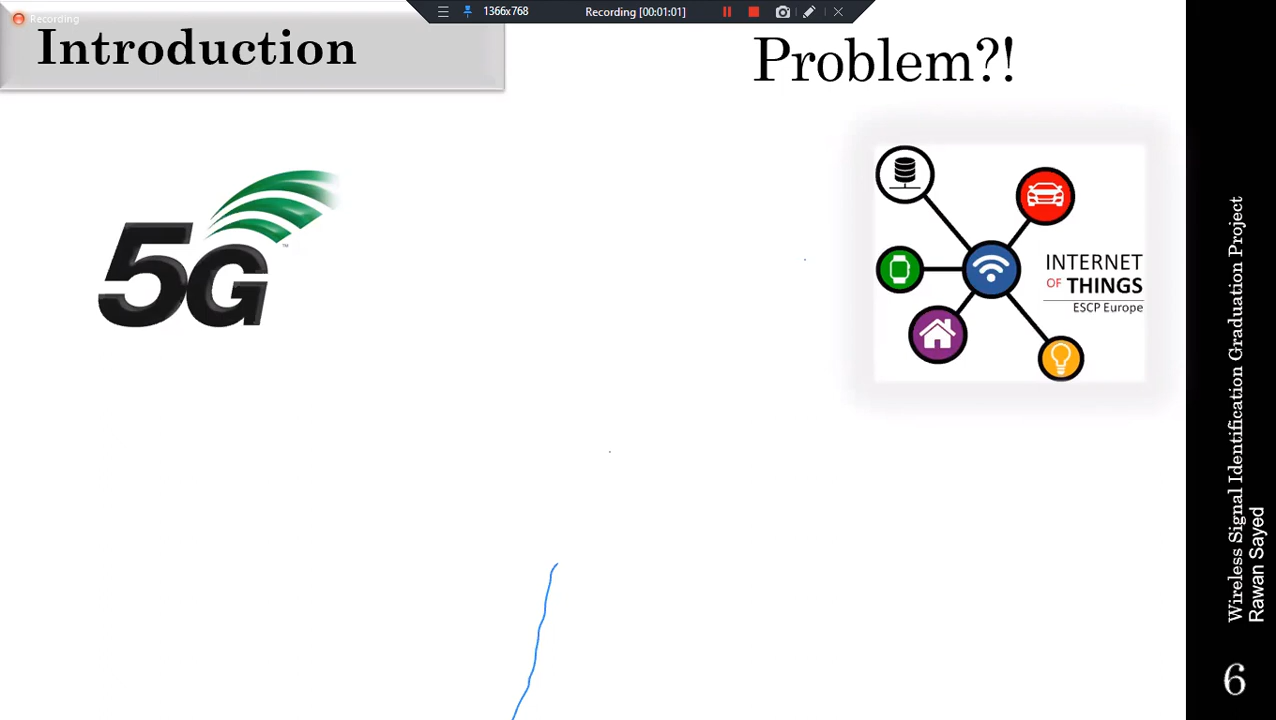 Recording
1366x768
Recording [00:01:01]
Introduction
Problem?!
5G
™
INTERNET
OF THINGS
ESCP Europe
Wireless Signal Identification Graduation Project
Rawan Sayed
6